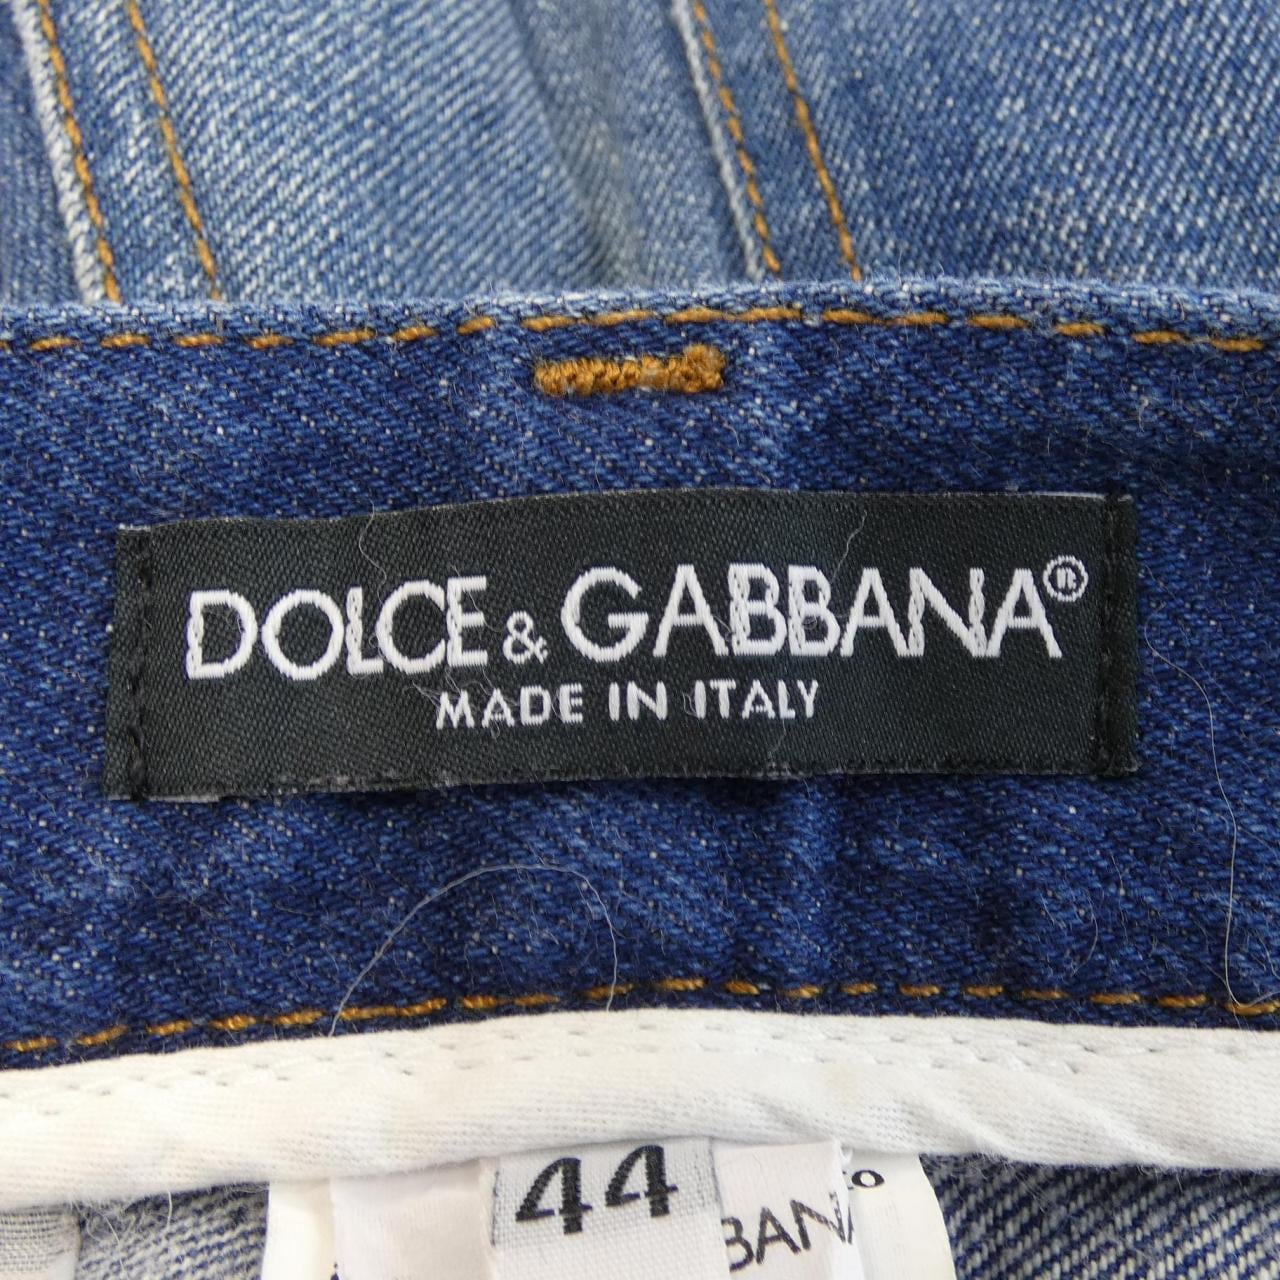 DOLCE & GABBANA®
MADE IN ITALY
44
BANA